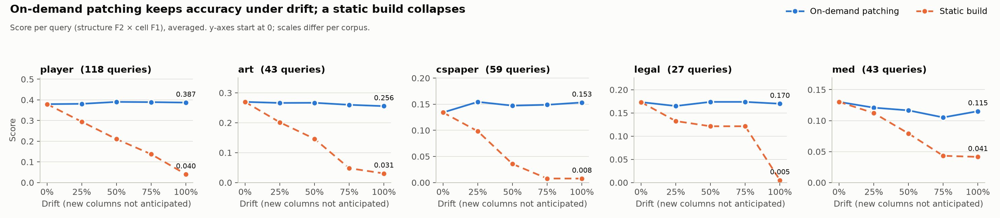 On-demand patching keeps accuracy under drift; a static build collapses
On-demand patching
Static build
Score per query (structure F2 × cell F1), averaged. y-axes start at 0; scales differ per corpus.
player (118 queries)
0.5
0.4
0.3
0.2
0.1
0.0
Score
0.387
0.040
0% 25% 50% 75% 100%
Drift (new columns not anticipated)
art (43 queries)
0.3
0.2
0.1
0.0
0.256
0.031
0% 25% 50% 75% 100%
Drift (new columns not anticipated)
cspaper (59 queries)
0.20
0.15
0.10
0.05
0.00
0.153
0.008
0% 25% 50% 75% 100%
Drift (new columns not anticipated)
legal (27 queries)
0.20
0.15
0.10
0.05
0.00
0.170
0.005
0% 25% 50% 75% 100%
Drift (new columns not anticipated)
med (43 queries)
0.15
0.10
0.05
0.00
0.115
0.041
0% 25% 50% 75% 100%
Drift (new columns not anticipated)